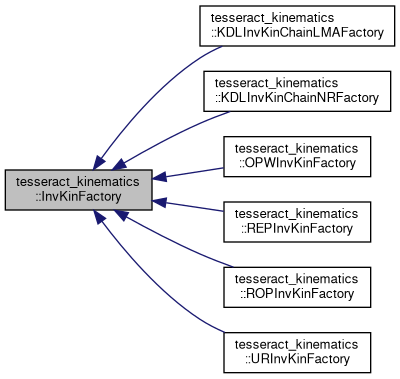 tesseract_kinematics
::KDLInvKinChainLMAFactory
tesseract_kinematics
::KDLInvKinChainNRFactory
tesseract_kinematics
::OPWInvKinFactory
tesseract_kinematics
::InvKinFactory
tesseract_kinematics
::REPInvKinFactory
tesseract_kinematics
::ROPInvKinFactory
tesseract_kinematics
::URInvKinFactory